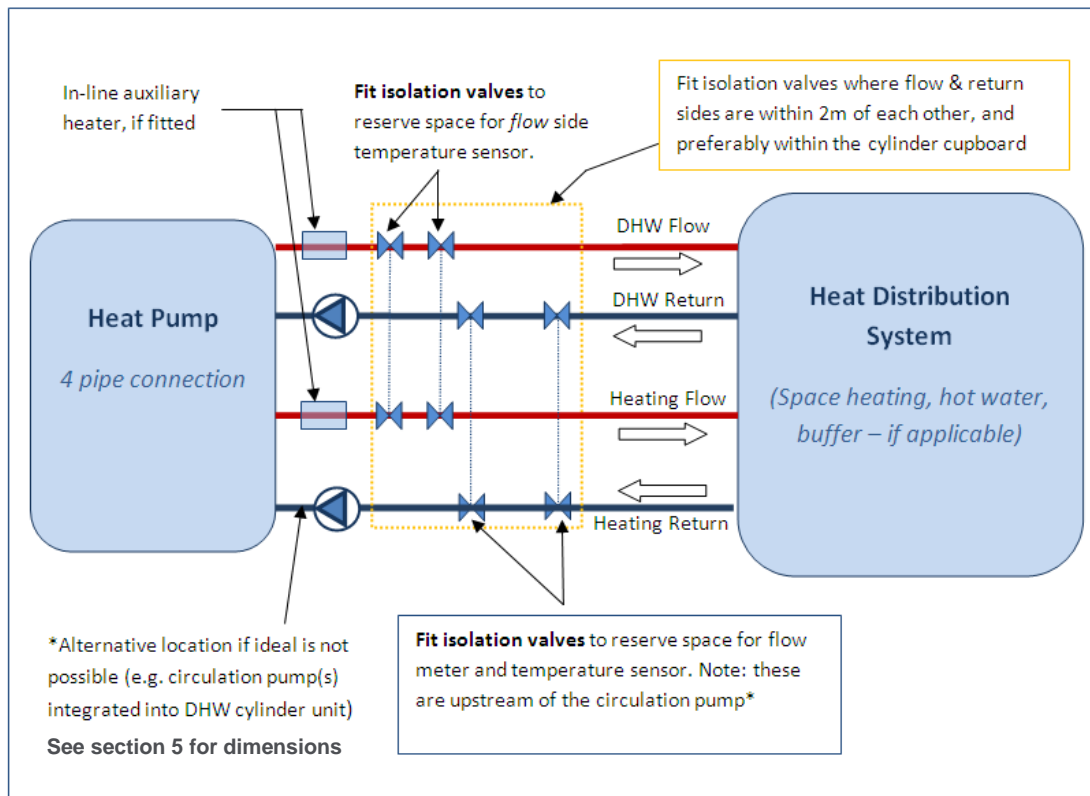 In-line auxiliary
heater, if fitted
Fit isolation valves to
reserve space for flow side
temperature sensor.
Fit isolation valves where flow & return
sides are within 2m of each other, and
preferably within the cylinder cupboard
DHW Flow
DHW Return
Heating Flow
Heating Return
Heat Pump
4 pipe connection
Heat Distribution
System
(Space heating, hot water,
buffer – if applicable)
*Alternative location if ideal is not
possible (e.g. circulation pump(s)
integrated into DHW cylinder unit)
See section 5 for dimensions
Fit isolation valves to reserve space for flow
meter and temperature sensor. Note: these
are upstream of the circulation pump*